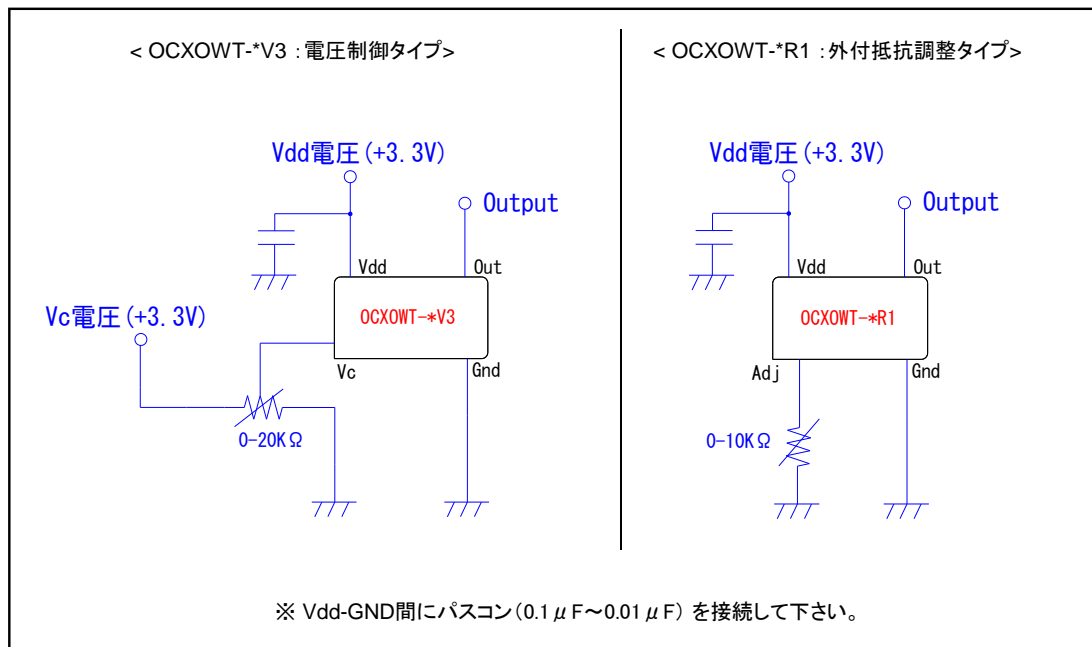 < OCXOWT-*V3 :電圧制御タイプ>
Vdd電圧(+3.3V)
Output
Vdd
Out
OCXOWT-*V3
Vc電圧(+3.3V)
Vc
Gnd
0-20KΩ
< OCXOWT-*R1 :外付抵抗調整タイプ>
Vdd電圧(+3.3V)
Output
Vdd
Out
OCXOWT-*R1
Adj
Gnd
0-10KΩ
※ Vdd-GND間にパスコン(0.1μF~0.01μF) を接続して下さい。